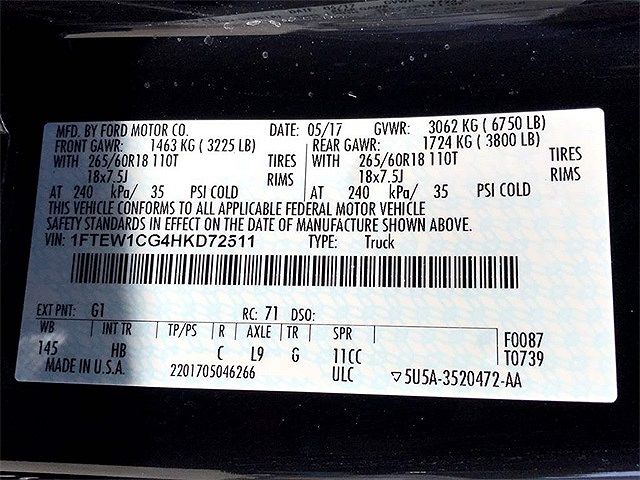 MFD. BY FORD MOTOR CO. DATE: 05/17 GVWR: 3062 KG ( 6750 LB)
FRONT GAWR: 1463 KG ( 3225 LB) REAR GAWR: 1724 KG ( 3800 LB)
WITH 265/60R18 110T TIRES WITH 265/60R18 110T TIRES
18x7.5J RIMS 18x7.5J RIMS
AT 240 kPa/ 35 PSI COLD AT 240 kPa/ 35 PSI COLD
THIS VEHICLE CONFORMS TO ALL APPLICABLE FEDERAL MOTOR VEHICLE
SAFETY STANDARDS IN EFFECT ON THE DATE OF MANUFACTURE SHOWN ABOVE.
VIN: 1FTEW1CG4HKD72511 TYPE: Truck
EXT PNT: G1 RC: 71 DSO:
WB INT TR TP/PS R AXLE TR SPR F0087
145 HB C L9 G 11CC T0739
MADE IN U.S.A. 2201705046266 ULC ▽5U5A-3520472-AA